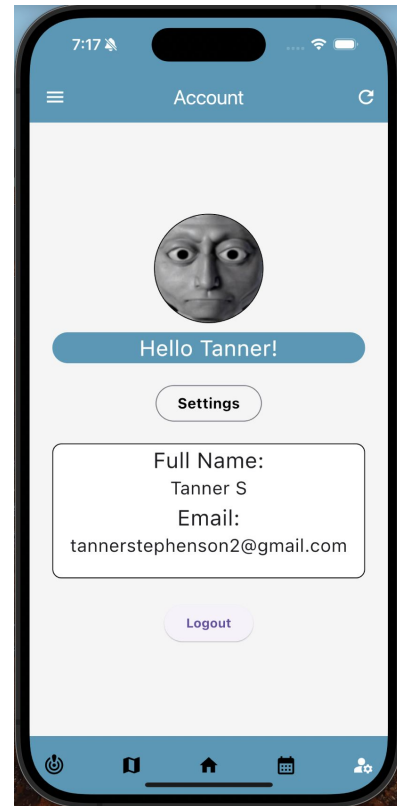 7:17
Account
Hello Tanner!
Settings
Full Name:
Tanner S
Email:
tannerstephenson2@gmail.com
Logout